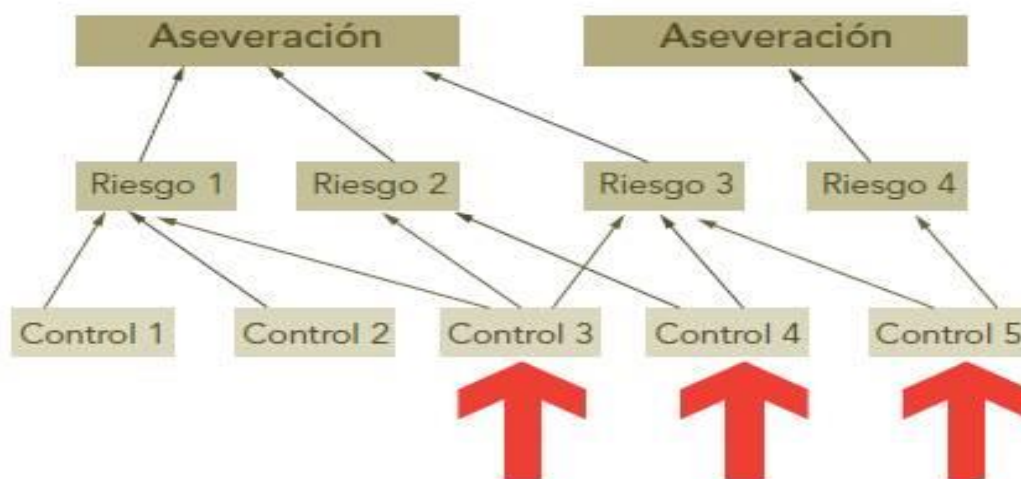 Aseveración Aseveración
Riesgo 1 Riesgo 2 Riesgo 3 Riesgo 4
Control 1 Control 2 Control 3 Control 4 Control 5